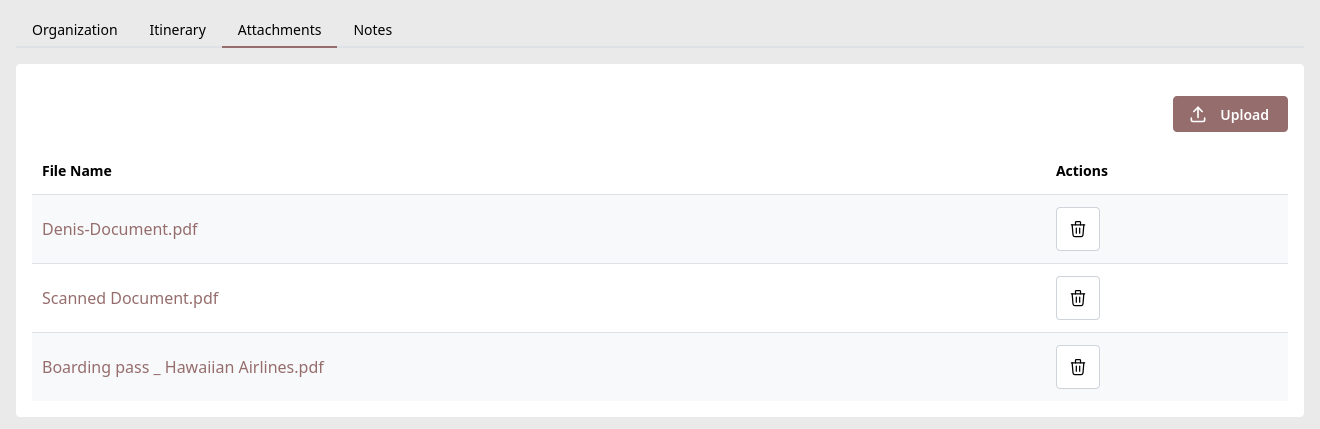 Organization Itinerary Attachments Notes
Upload
File Name Actions
Denis-Document.pdf
Scanned Document.pdf
Boarding pass _ Hawaiian Airlines.pdf